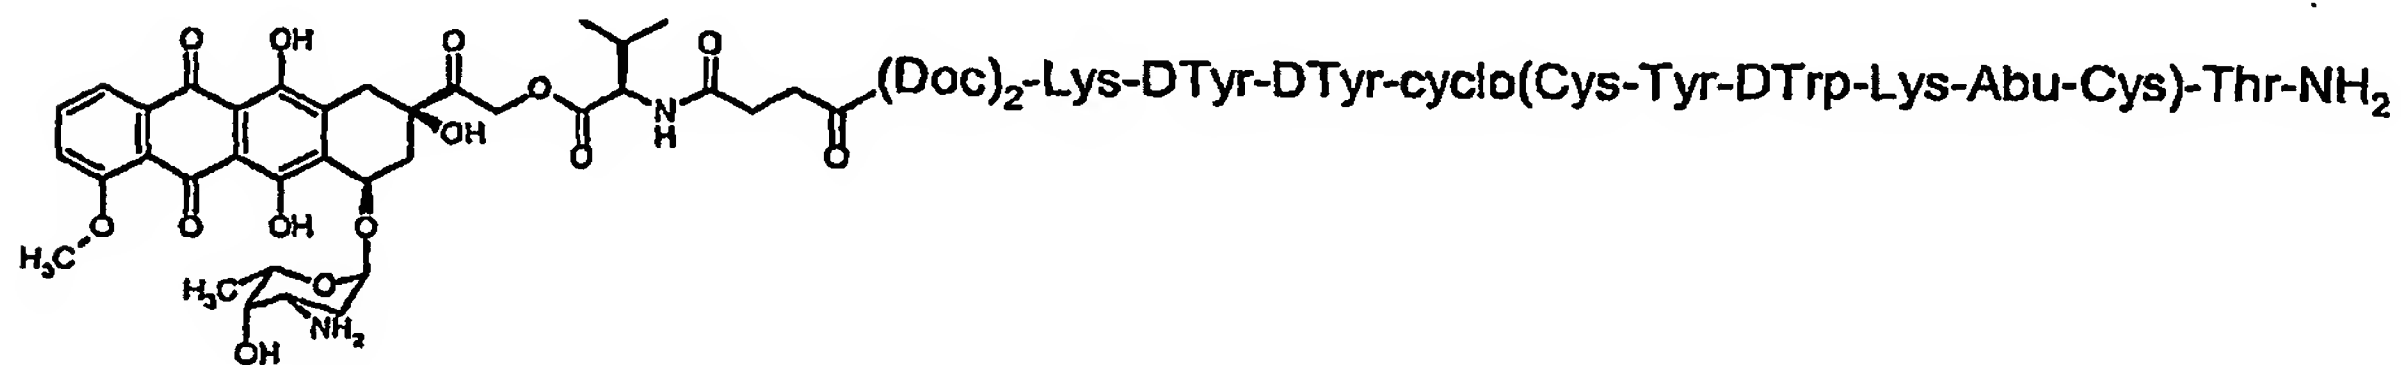 O OH O O (Doc)₂-Lys-DTyr-DTyr-cyclo(Cys-Tyr-DTrp-Lys-Abu-Cys)-Thr-NH₂
O
OH O N
H O
O O OH O
H₃C
H₃C O
NH₂
OH